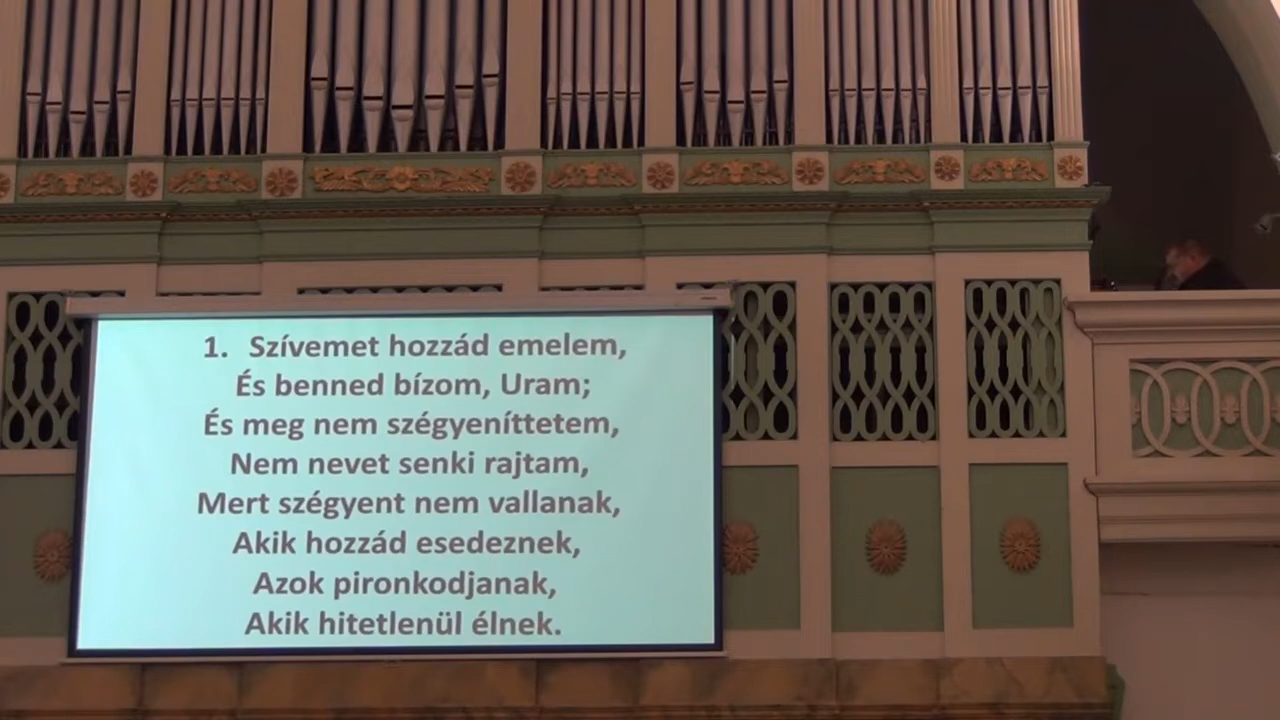 1. Szívemet hozzád emelem,
És benned bízom, Uram;
És meg nem szégyeníttetem,
Nem nevet senki rajtam,
Mert szégyent nem vallanak,
Akik hozzád esedeznek,
Azok pironkodjanak,
Akik hitetlenül élnek.